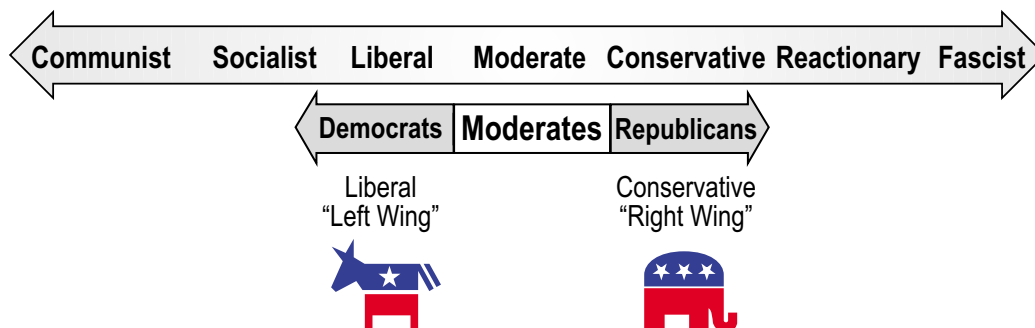 Communist Socialist Liberal Moderate Conservative Reactionary Fascist
Democrats Moderates Republicans
Liberal
“Left Wing”
Conservative
“Right Wing”